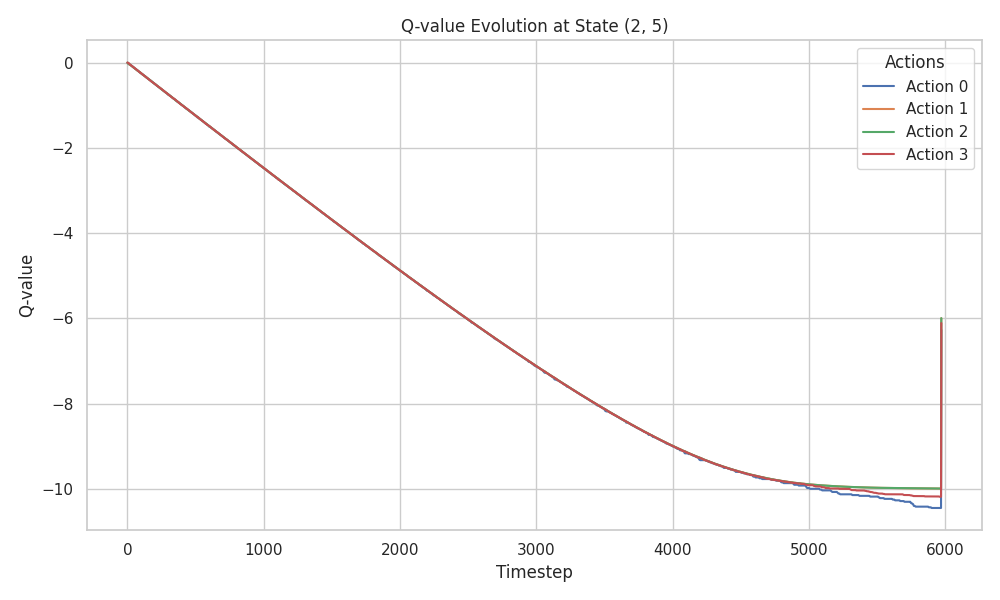 Q-value Evolution at State (2, 5)
Actions
Action 0
Action 1
Action 2
Action 3
Q-value
0
−2
−4
−6
−8
−10
0 1000 2000 3000 4000 5000 6000
Timestep